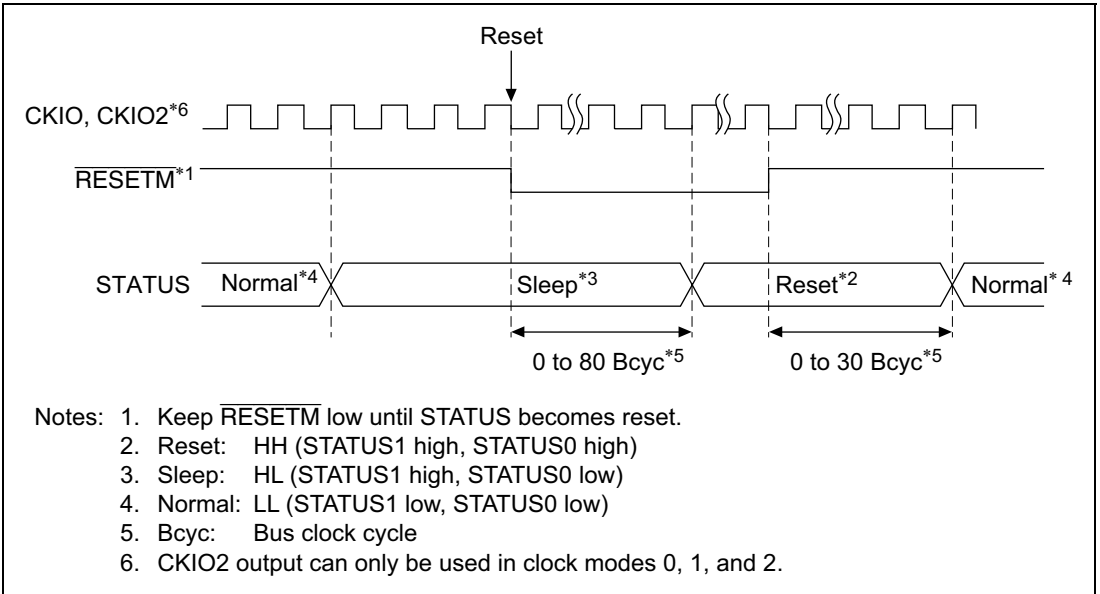 Reset
CKIO, CKIO2*6
RESETM*1
STATUS Normal*4 Sleep*3 Reset*2 Normal* 4
0 to 80 Bcyc*5 0 to 30 Bcyc*5
Notes: 1. Keep RESETM low until STATUS becomes reset.
2. Reset: HH (STATUS1 high, STATUS0 high)
3. Sleep: HL (STATUS1 high, STATUS0 low)
4. Normal: LL (STATUS1 low, STATUS0 low)
5. Bcyc: Bus clock cycle
6. CKIO2 output can only be used in clock modes 0, 1, and 2.